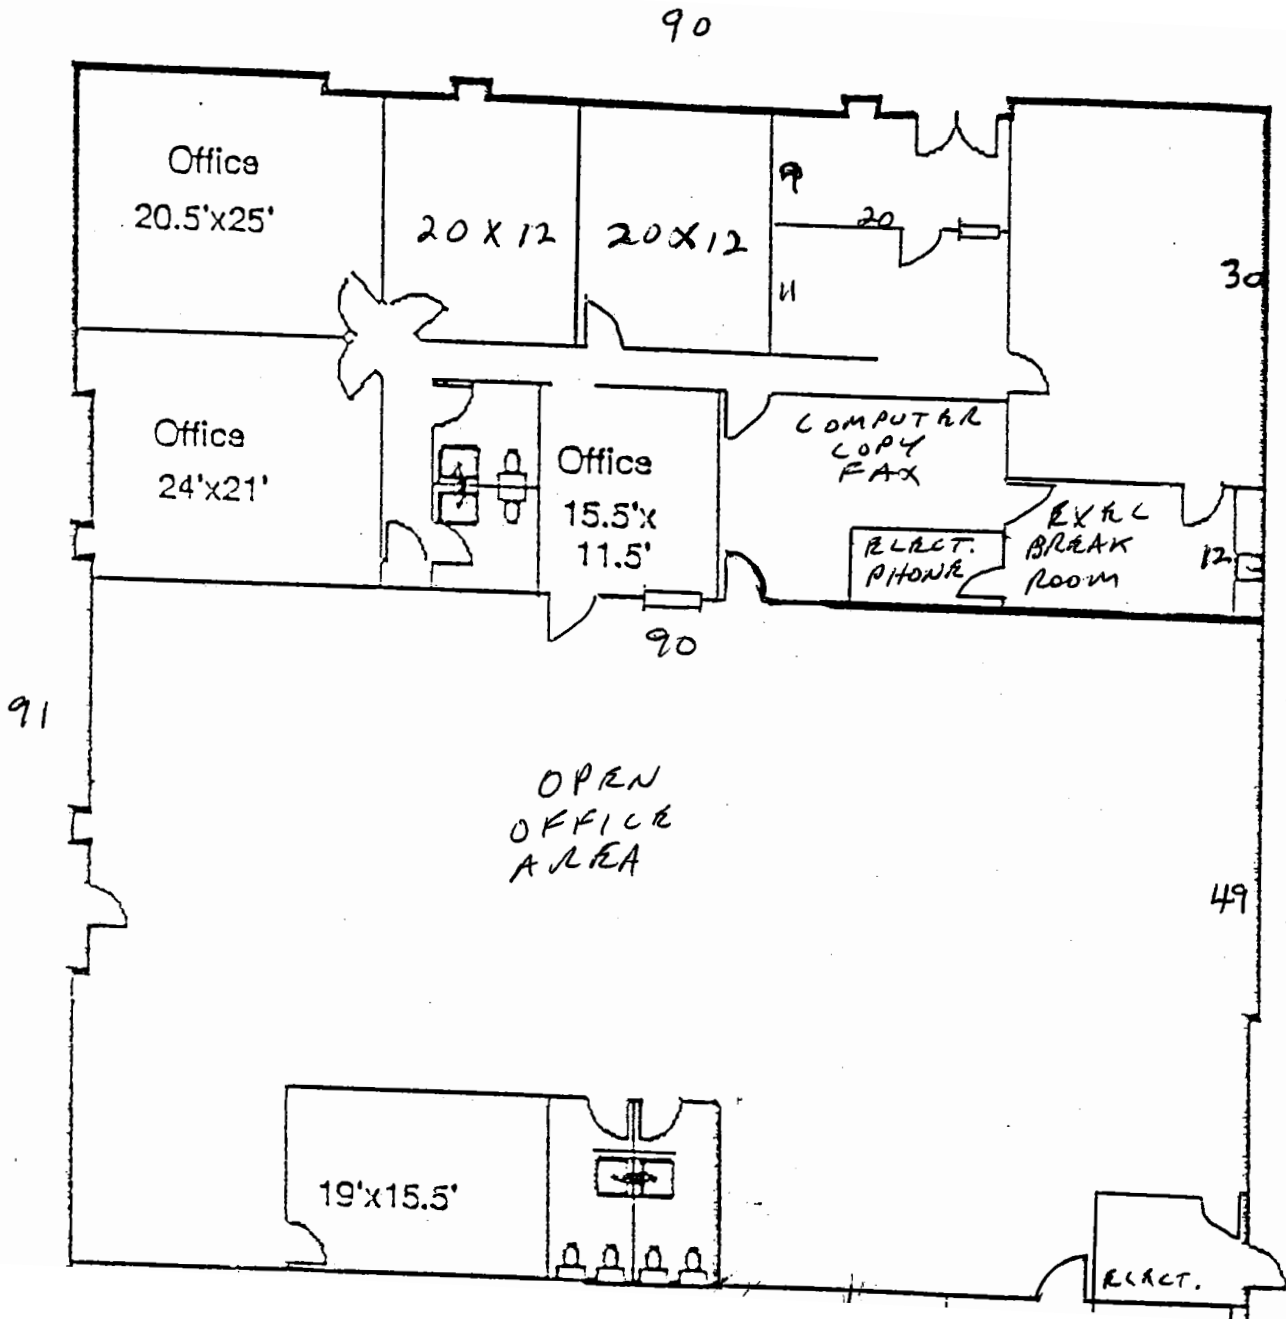 90
Office
20.5'x25'
20 X 12
20 X 12
9
20
11
30
Office
24'x21'
Office
15.5'x
11.5'
COMPUTER
COPY
FAX
ELECT.
PHONE
EXEC
BREAK
ROOM
12
90
91
OPEN
OFFICE
AREA
49
19'x15.5'
ELECT.